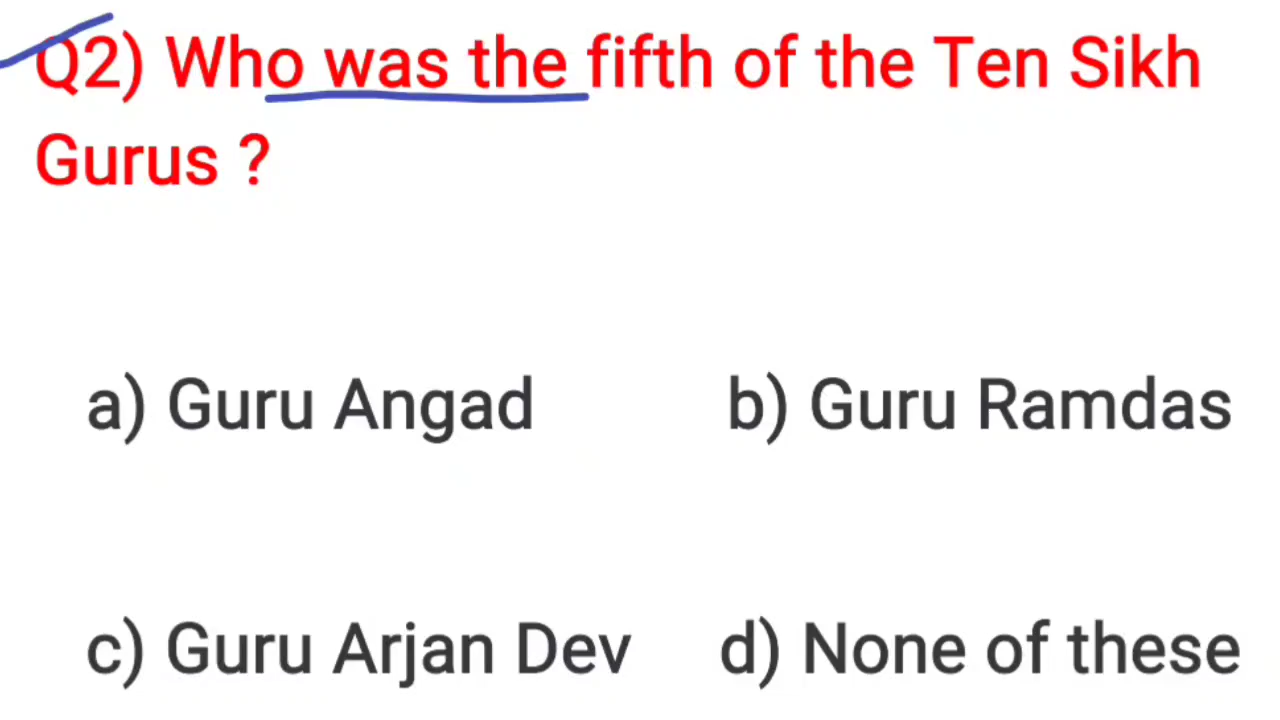 Q2) Who was the fifth of the Ten Sikh
Gurus ?
a) Guru Angad b) Guru Ramdas
c) Guru Arjan Dev d) None of these